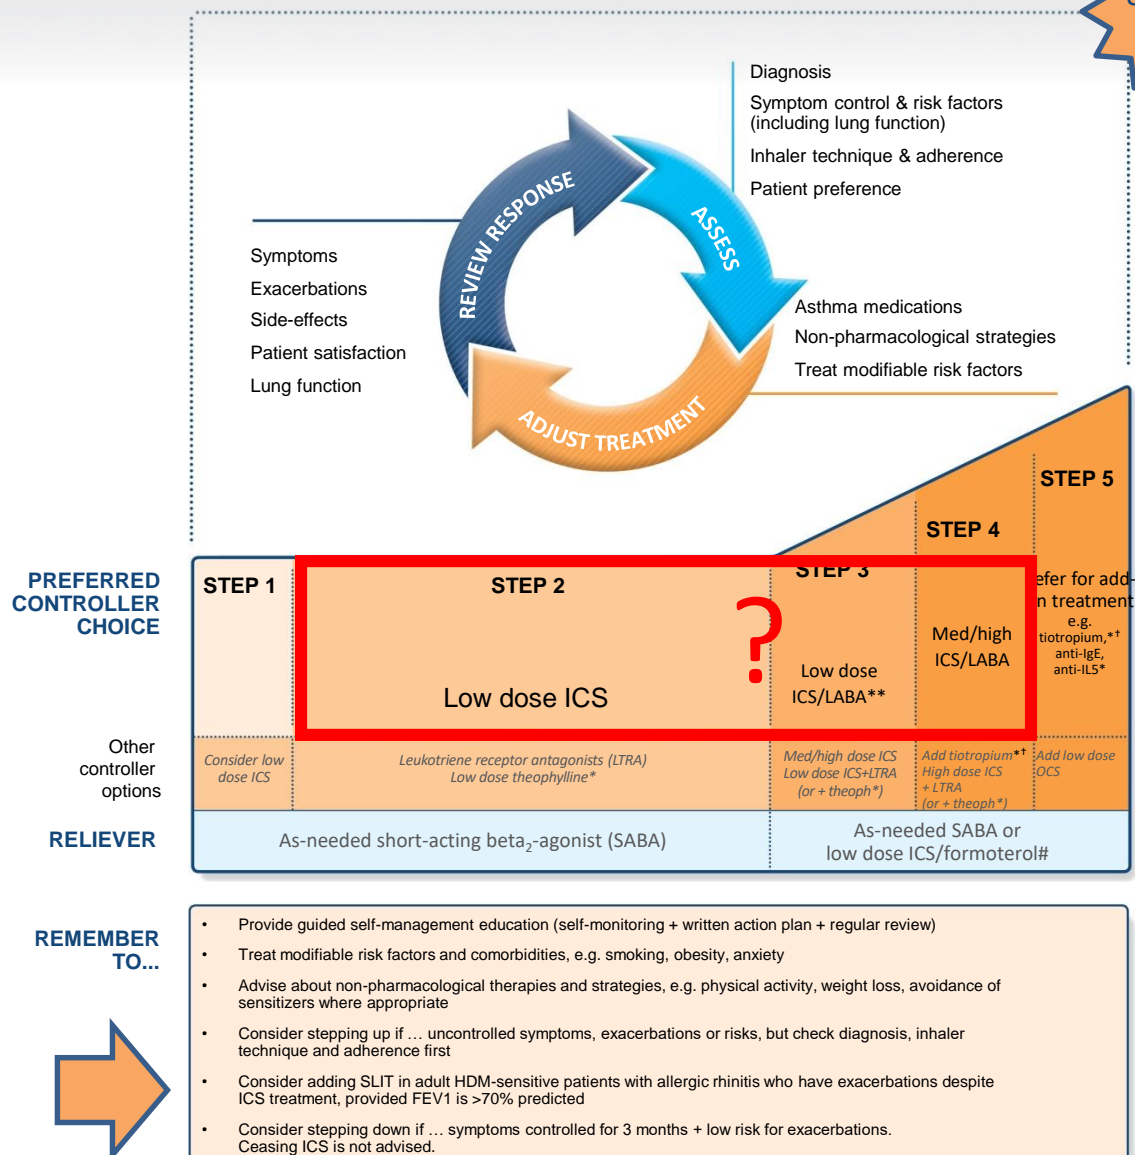 Diagnosis
Symptom control & risk factors
(including lung function)
Inhaler technique & adherence
Patient preference
REVIEW RESPONSE
ASSESS
ADJUST TREATMENT
Symptoms
Exacerbations
Side-effects
Patient satisfaction
Lung function
Asthma medications
Non-pharmacological strategies
Treat modifiable risk factors
PREFERRED
CONTROLLER
CHOICE
STEP 1
STEP 2
Low dose ICS
?
STEP 3
Low dose
ICS/LABA**
STEP 4
Med/high
ICS/LABA
STEP 5
efer for add-
n treatment
e.g.
tiotropium,*†
anti-IgE,
anti-IL5*
Other
controller
options
Consider low
dose ICS
Leukotriene receptor antagonists (LTRA)
Low dose theophylline*
Med/high dose ICS
Low dose ICS+LTRA
(or + theoph*)
Add tiotropium*†
High dose ICS
+ LTRA
(or + theoph*)
Add low dose
OCS
RELIEVER
As-needed short-acting beta2-agonist (SABA)
As-needed SABA or
low dose ICS/formoterol#
REMEMBER
TO...
• Provide guided self-management education (self-monitoring + written action plan + regular review)
• Treat modifiable risk factors and comorbidities, e.g. smoking, obesity, anxiety
• Advise about non-pharmacological therapies and strategies, e.g. physical activity, weight loss, avoidance of
sensitizers where appropriate
• Consider stepping up if … uncontrolled symptoms, exacerbations or risks, but check diagnosis, inhaler
technique and adherence first
• Consider adding SLIT in adult HDM-sensitive patients with allergic rhinitis who have exacerbations despite
ICS treatment, provided FEV1 is >70% predicted
• Consider stepping down if … symptoms controlled for 3 months + low risk for exacerbations.
Ceasing ICS is not advised.